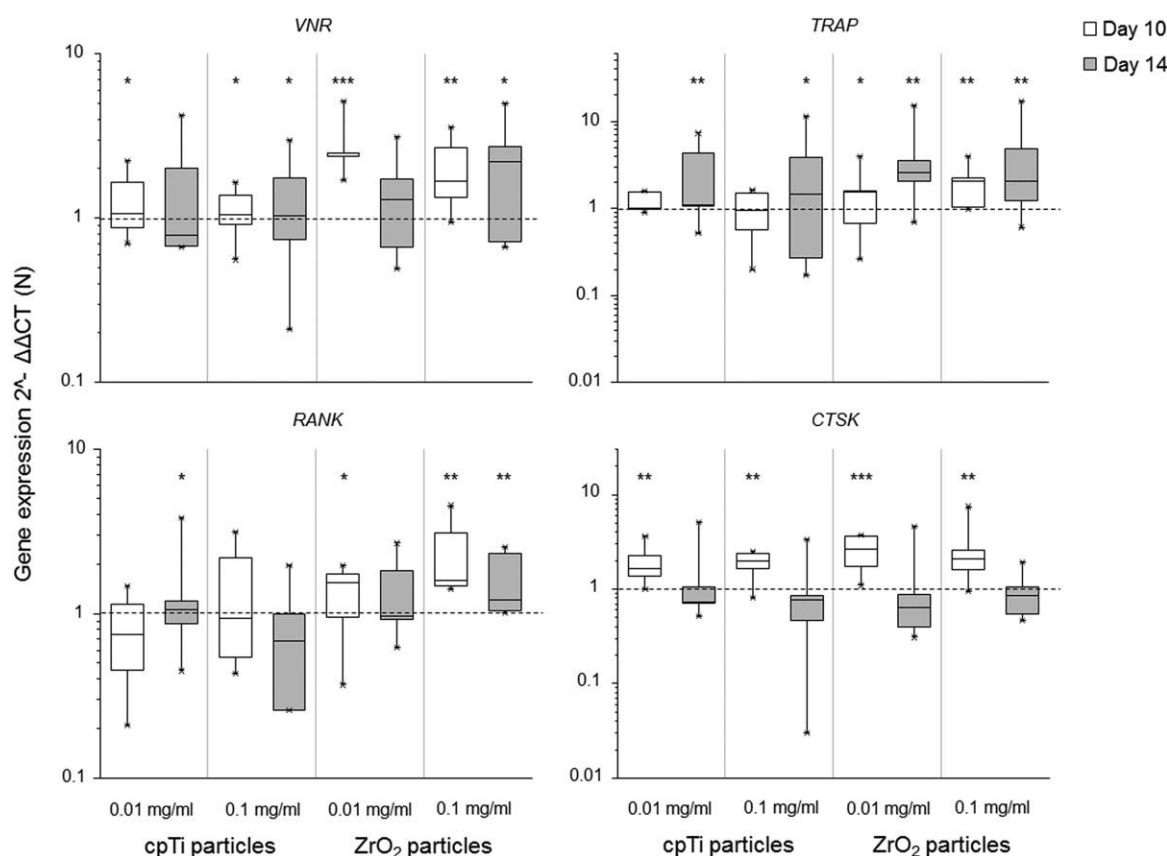 VNR
TRAP
Day 10
Day 14
10
1
0.1
* * * *** ** *
10
1
0.1
0.01
** * * ** ** **
Gene expression 2^- ΔΔCT (N)
RANK
CTSK
10
1
0.1
* * ** **
10
1
0.1
0.01
** ** *** **
0.01 mg/ml 0.1 mg/ml 0.01 mg/ml 0.1 mg/ml
cpTi particles ZrO₂ particles
0.01 mg/ml 0.1 mg/ml 0.01 mg/ml 0.1 mg/ml
cpTi particles ZrO₂ particles